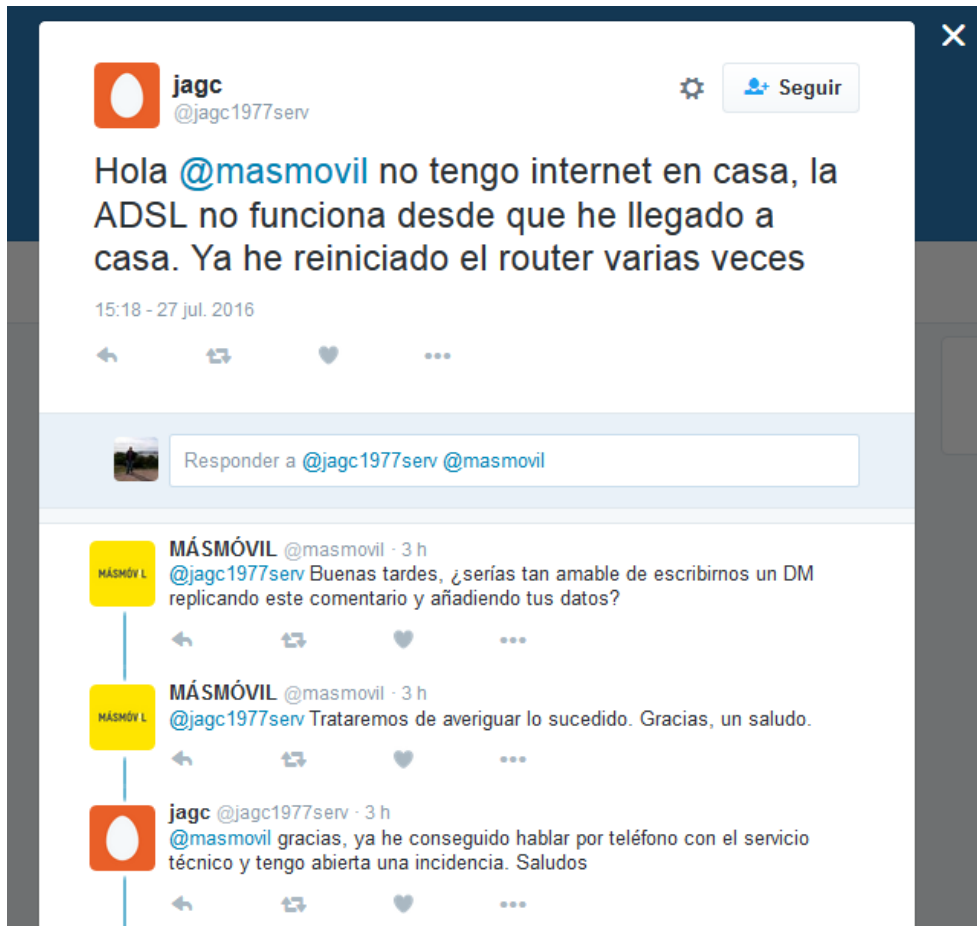 jagc
@jagc1977serv
Seguir
Hola @masmovil no tengo internet en casa, la
ADSL no funciona desde que he llegado a
casa. Ya he reiniciado el router varias veces
15:18 - 27 jul. 2016
Responder a @jagc1977serv @masmovil
MÁSMÓVIL @masmovil · 3 h
MÁSMÓV L
@jagc1977serv Buenas tardes, ¿serías tan amable de escribirnos un DM
replicando este comentario y añadiendo tus datos?
MÁSMÓVIL @masmovil · 3 h
MÁSMÓV L
@jagc1977serv Trataremos de averiguar lo sucedido. Gracias, un saludo.
jagc @jagc1977serv · 3 h
@masmovil gracias, ya he conseguido hablar por teléfono con el servicio
técnico y tengo abierta una incidencia. Saludos